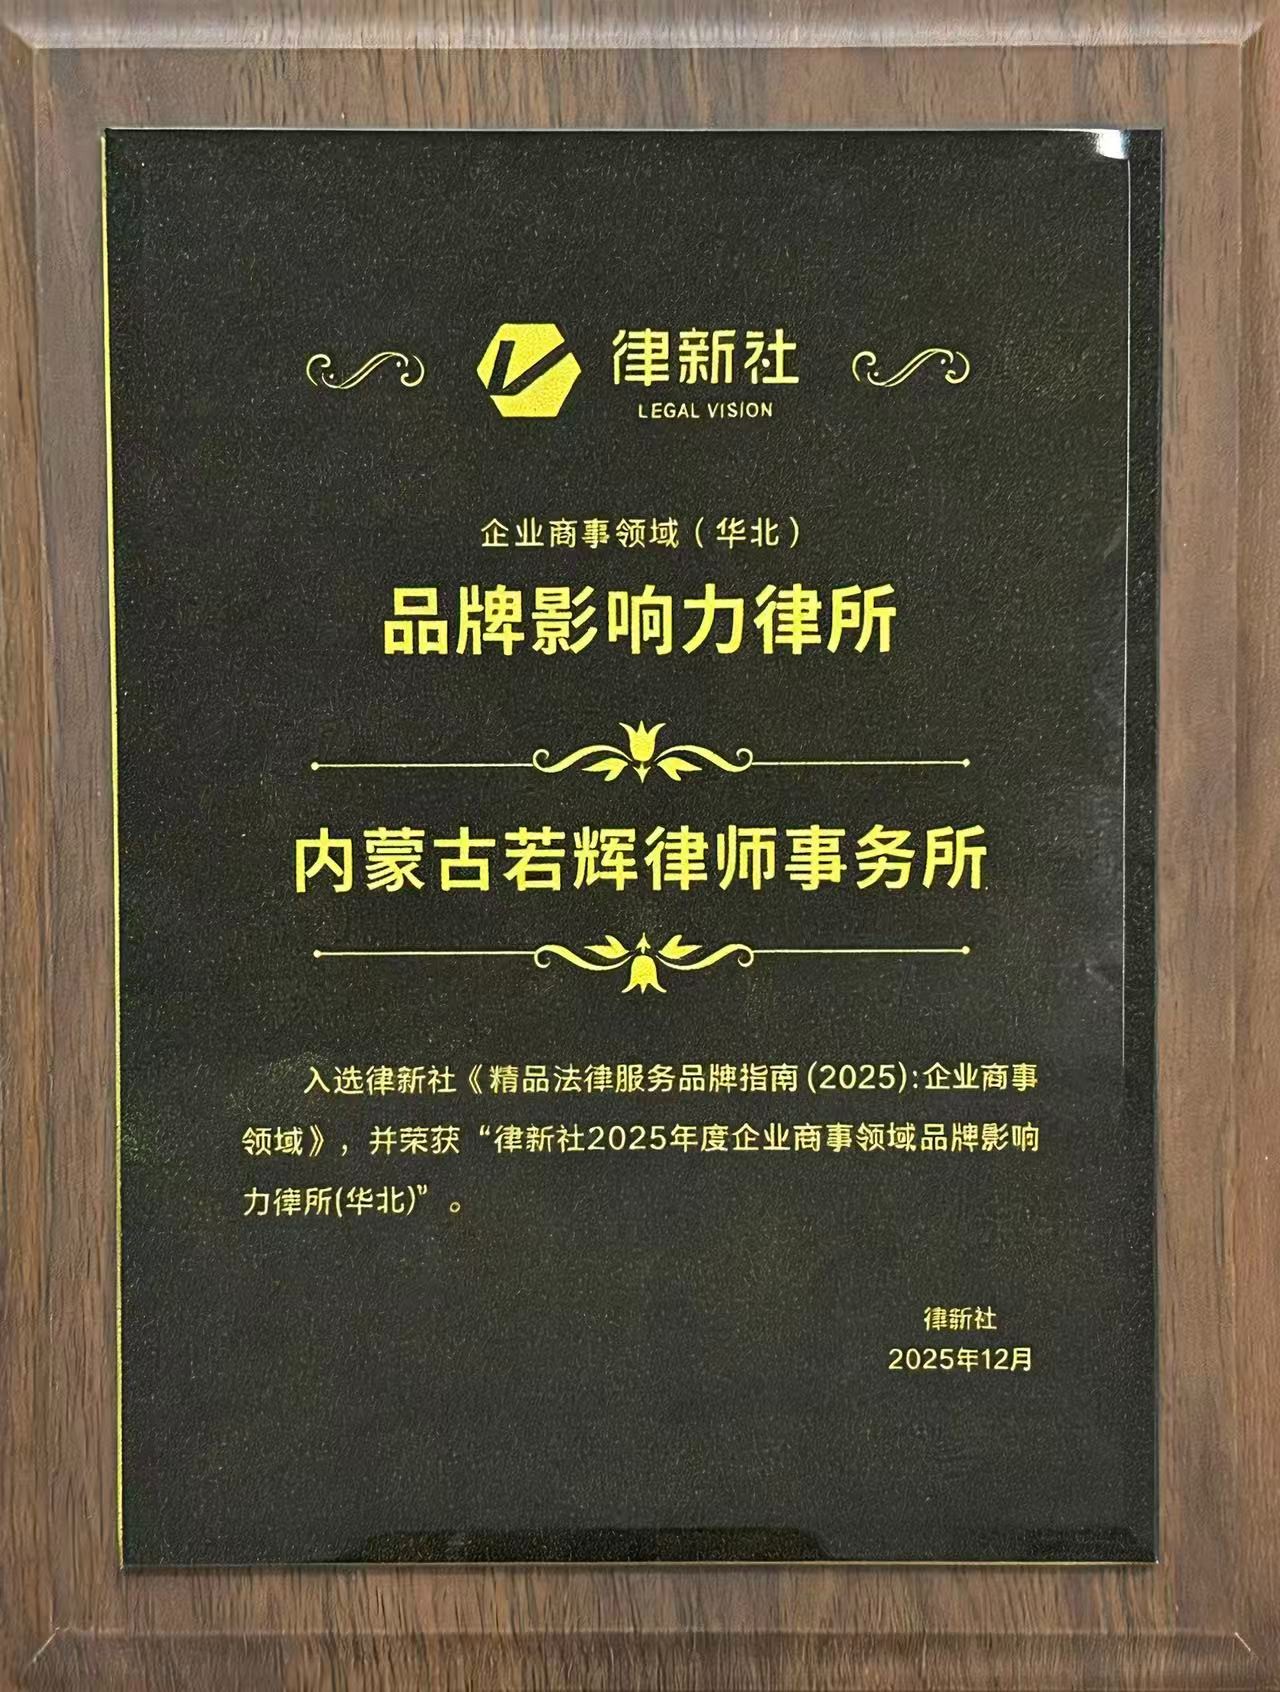 律新社
LEGAL VISION
企业商事领域（华北）
品牌影响力律所
内蒙古若辉律师事务所
入选律新社《精品法律服务品牌指南(2025):企业商事
领域》，并荣获“律新社2025年度企业商事领域品牌影响
力律所(华北)”。
律新社
2025年12月